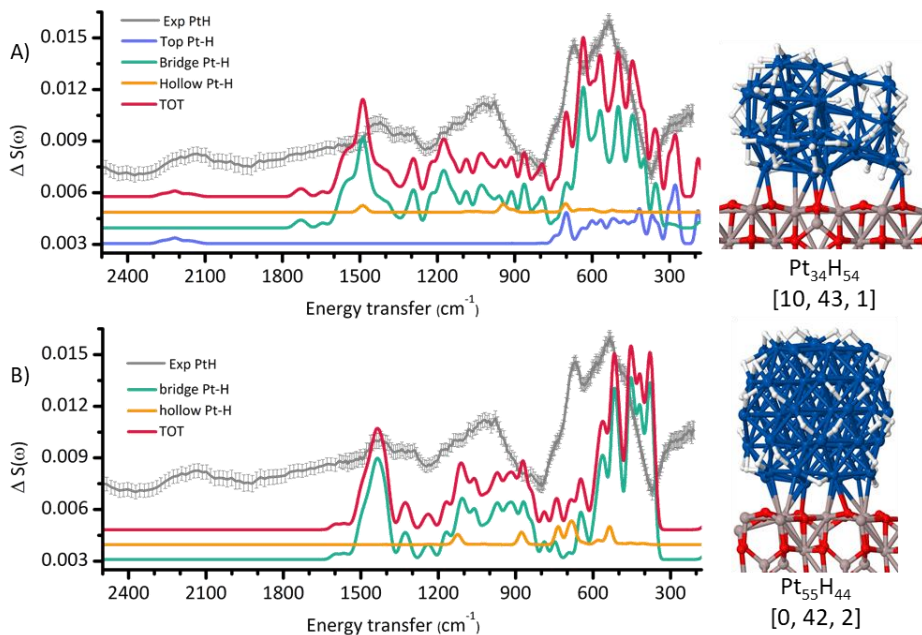 A)
Exp PtH
Top Pt-H
Bridge Pt-H
Hollow Pt-H
TOT
Δ S(ω)
0.015
0.012
0.009
0.006
0.003
2400 2100 1800 1500 1200 900 600 300
Energy transfer (cm⁻¹)
Pt₃₄H₅₄
[10, 43, 1]
B)
Exp PtH
bridge Pt-H
hollow Pt-H
TOT
Δ S(ω)
0.015
0.012
0.009
0.006
0.003
2400 2100 1800 1500 1200 900 600 300
Energy transfer (cm⁻¹)
Pt₅₅H₄₄
[0, 42, 2]